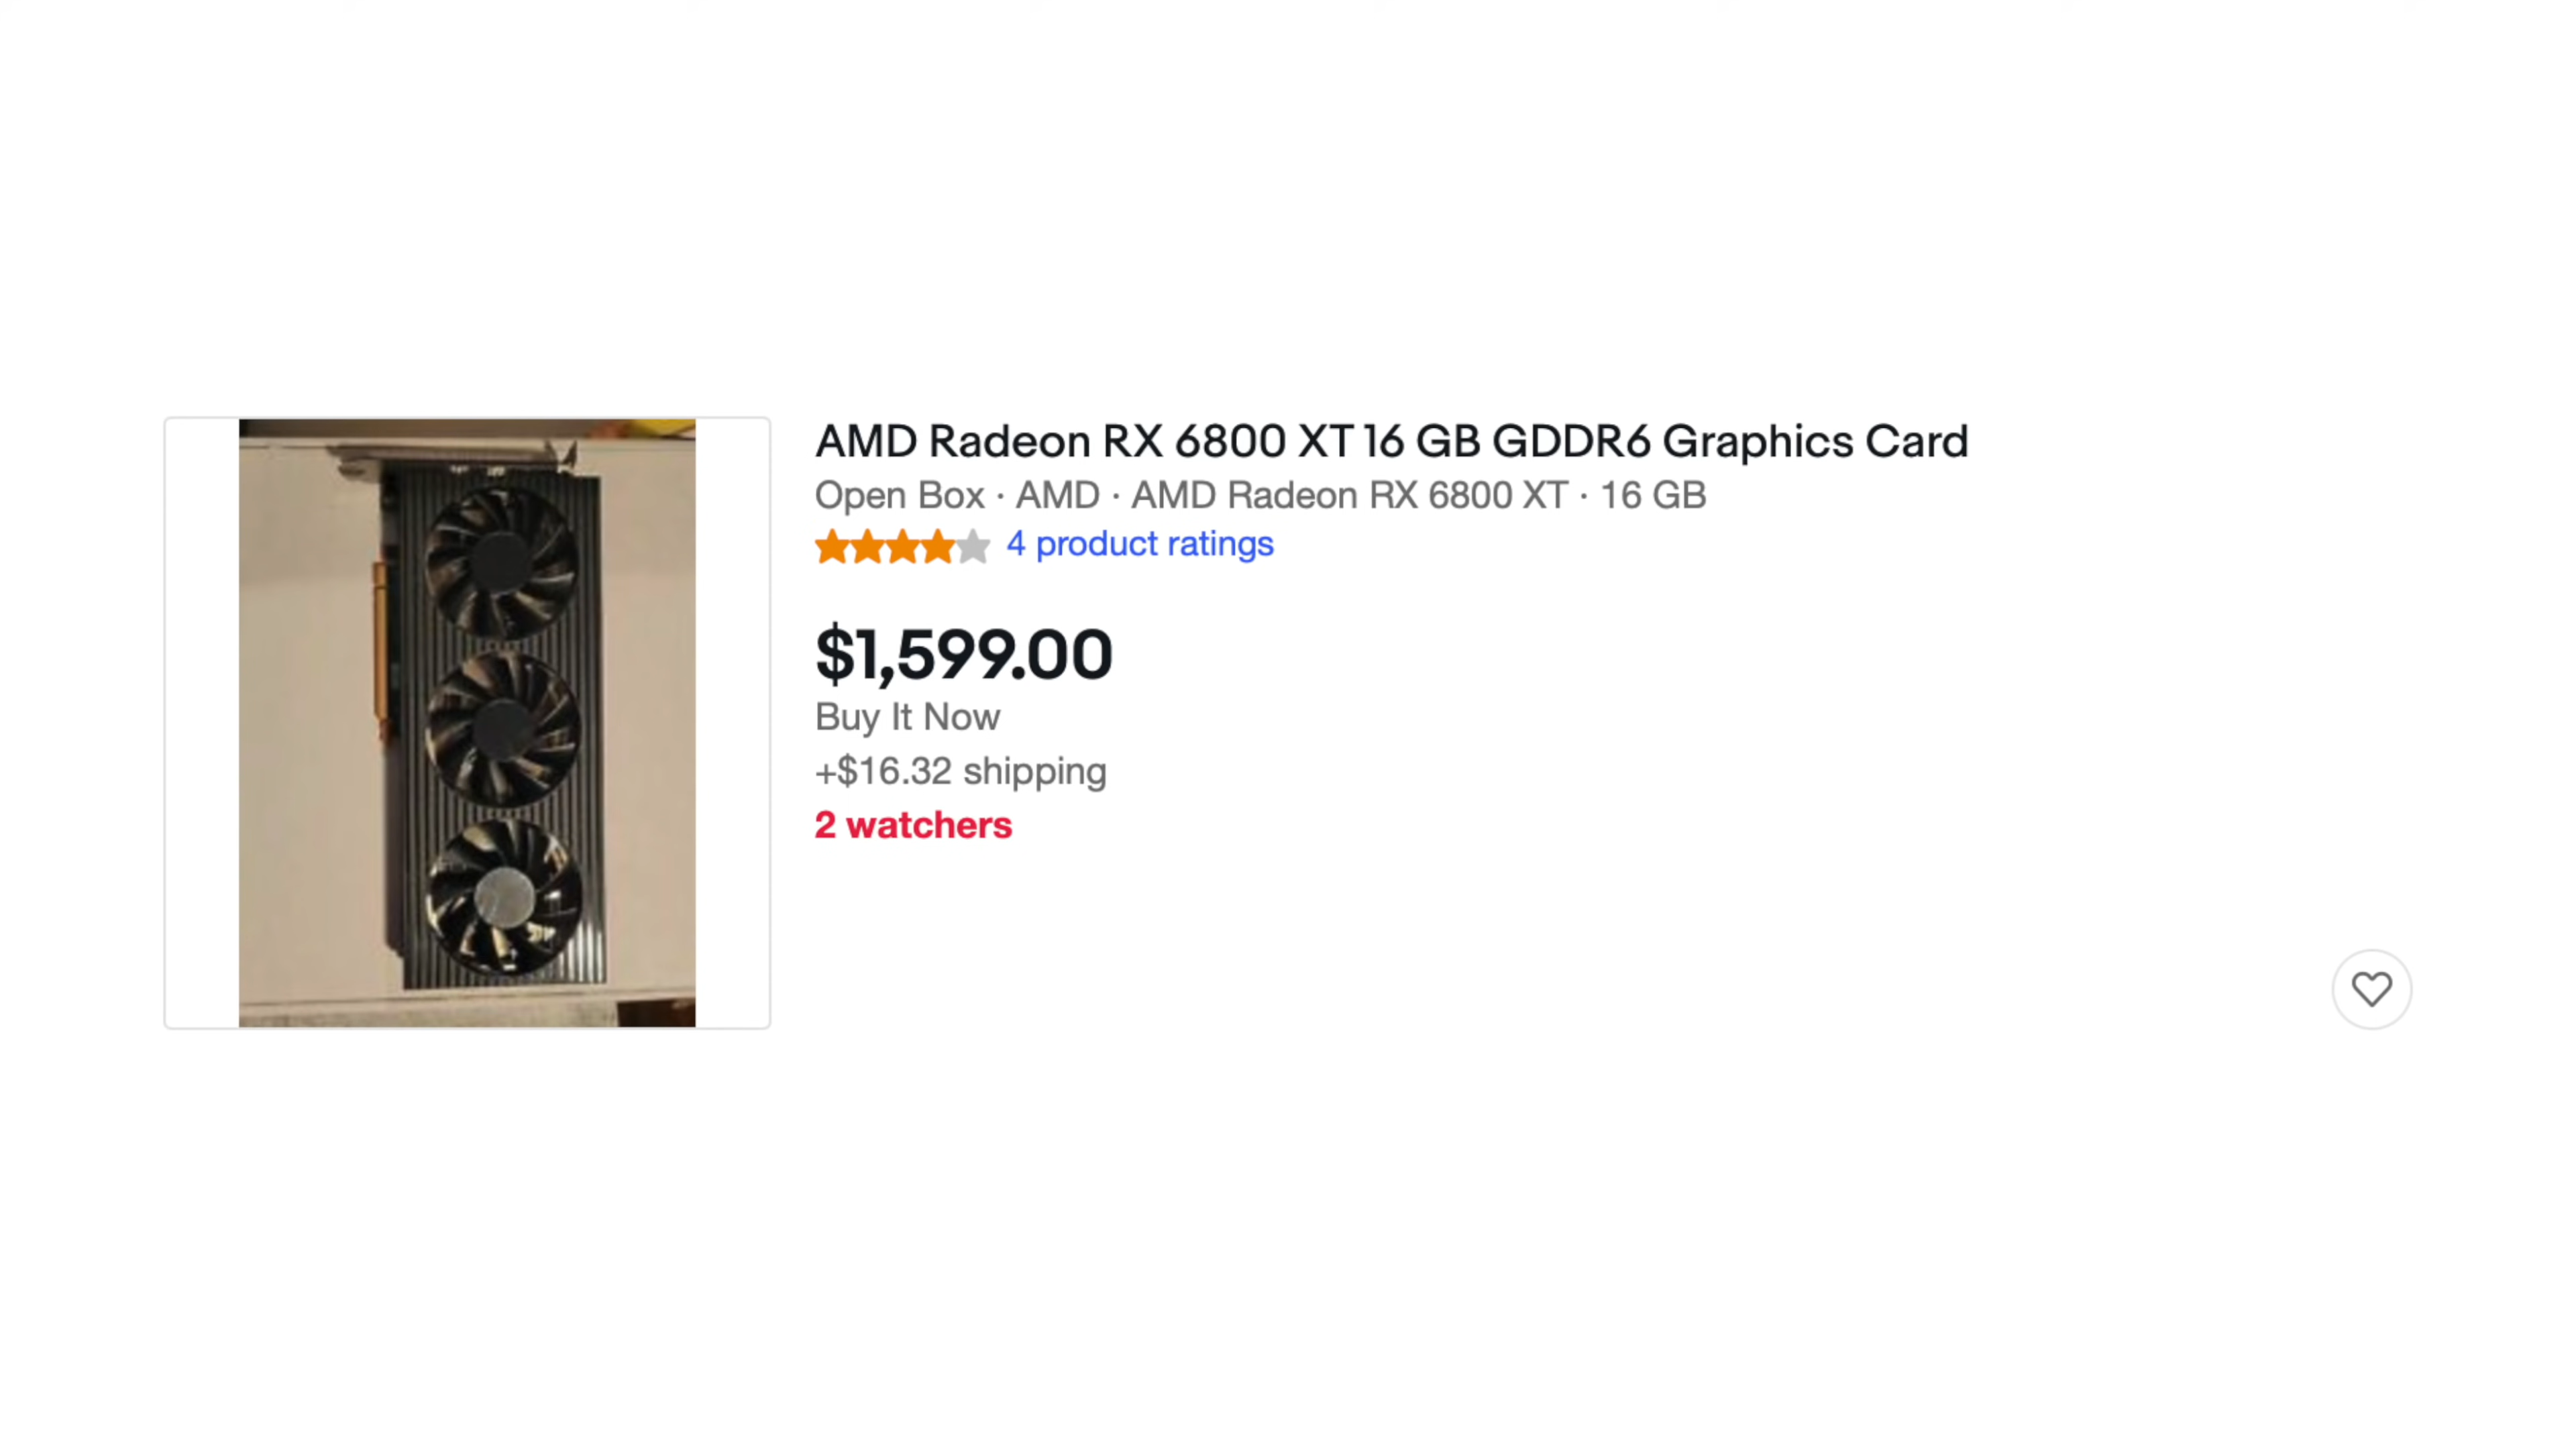 AMD Radeon RX 6800 XT 16 GB GDDR6 Graphics Card
Open Box · AMD · AMD Radeon RX 6800 XT · 16 GB
4 product ratings
$1,599.00
Buy It Now
+$16.32 shipping
2 watchers